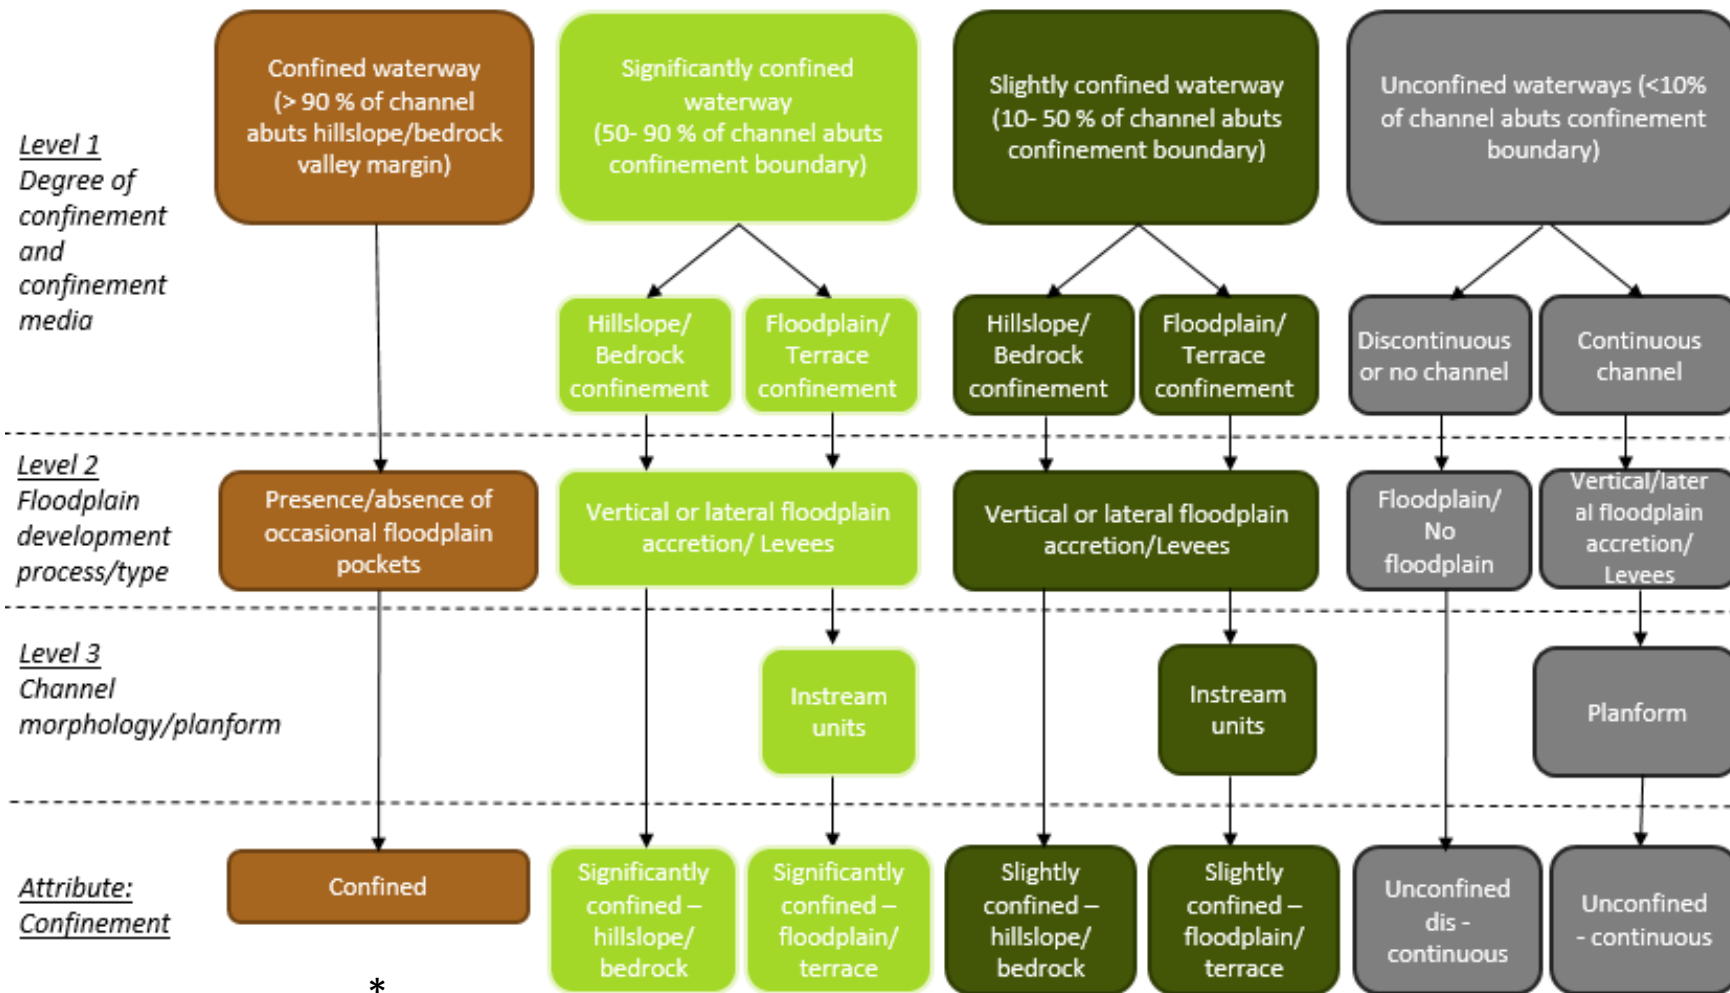 Level 1
Degree of
confinement
and
confinement
media
Confined waterway
(> 90 % of channel
abuts hillslope/bedrock
valley margin)
Significantly confined
waterway
(50- 90 % of channel abuts
confinement boundary)
Slightly confined waterway
(10- 50 % of channel abuts
confinement boundary)
Unconfined waterways (<10%
of channel abuts confinement
boundary)
Hillslope/
Bedrock
confinement
Floodplain/
Terrace
confinement
Hillslope/
Bedrock
confinement
Floodplain/
Terrace
confinement
Discontinuous
or no channel
Continuous
channel
Level 2
Floodplain
development
process/type
Presence/absence of
occasional floodplain
pockets
Vertical or lateral floodplain
accretion/ Levees
Vertical or lateral floodplain
accretion/Levees
Floodplain/
No
floodplain
Vertical/later
al floodplain
accretion/
Levees
Level 3
Channel
morphology/planform
Instream
units
Instream
units
Planform
Attribute:
Confinement
Confined
Significantly
confined –
hillslope/
bedrock
Significantly
confined –
floodplain/
terrace
Slightly
confined –
hillslope/
bedrock
Slightly
confined –
floodplain/
terrace
Unconfined
dis -
continuous
Unconfined
- continuous
*